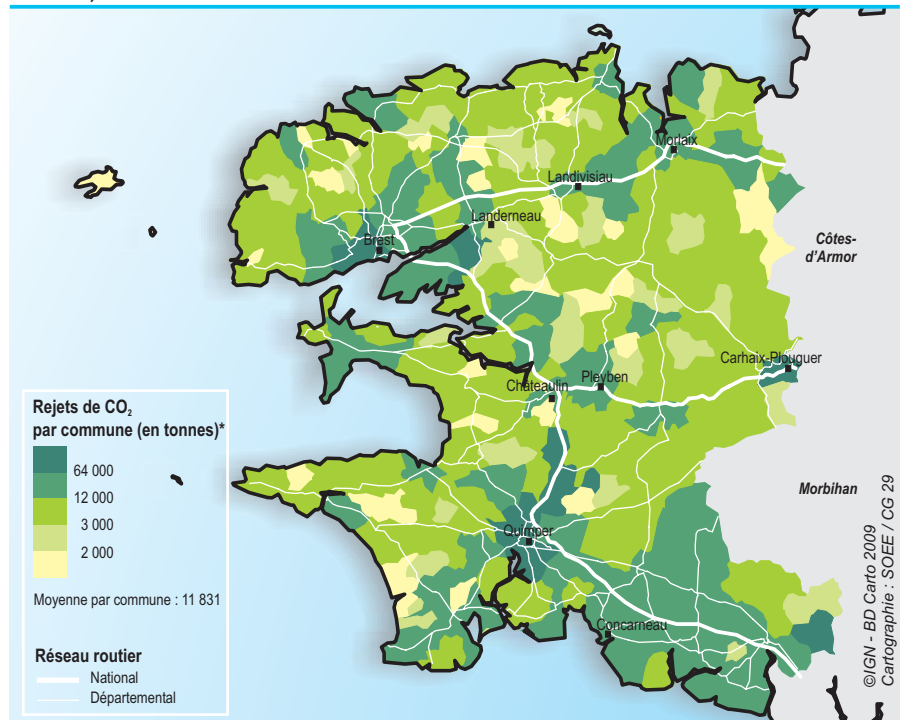 Morlaix
Landivisiau
Landerneau
Brest
Côtes-
d'Armor
Carhaix-Plouguer
Pleyben
Châteaulin
Rejets de CO₂
par commune (en tonnes)*
64 000
12 000
3 000
2 000
Moyenne par commune : 11 831
Réseau routier
National
Départemental
Morbihan
Quimper
Concarneau
©IGN - BD Carto 2009
Cartographie : SOEE / CG 29